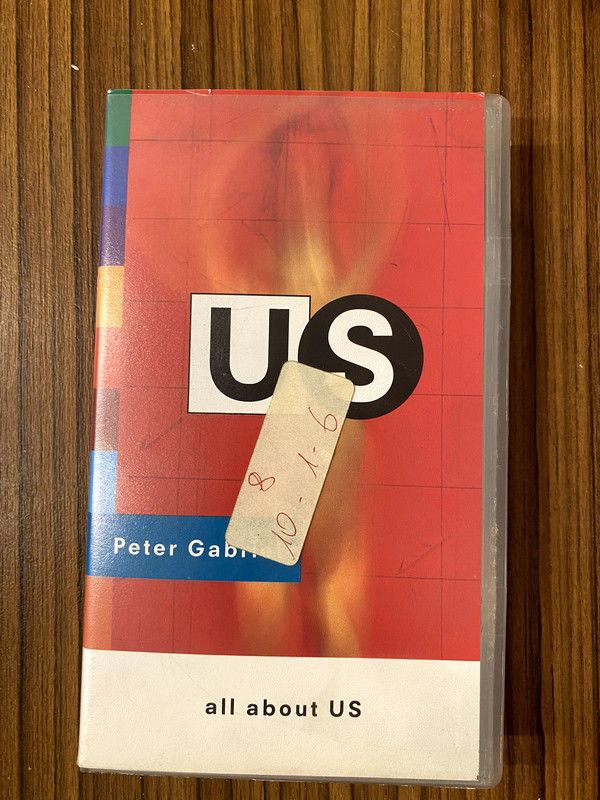 US
8
10-1-6
Peter Gabri
all about US